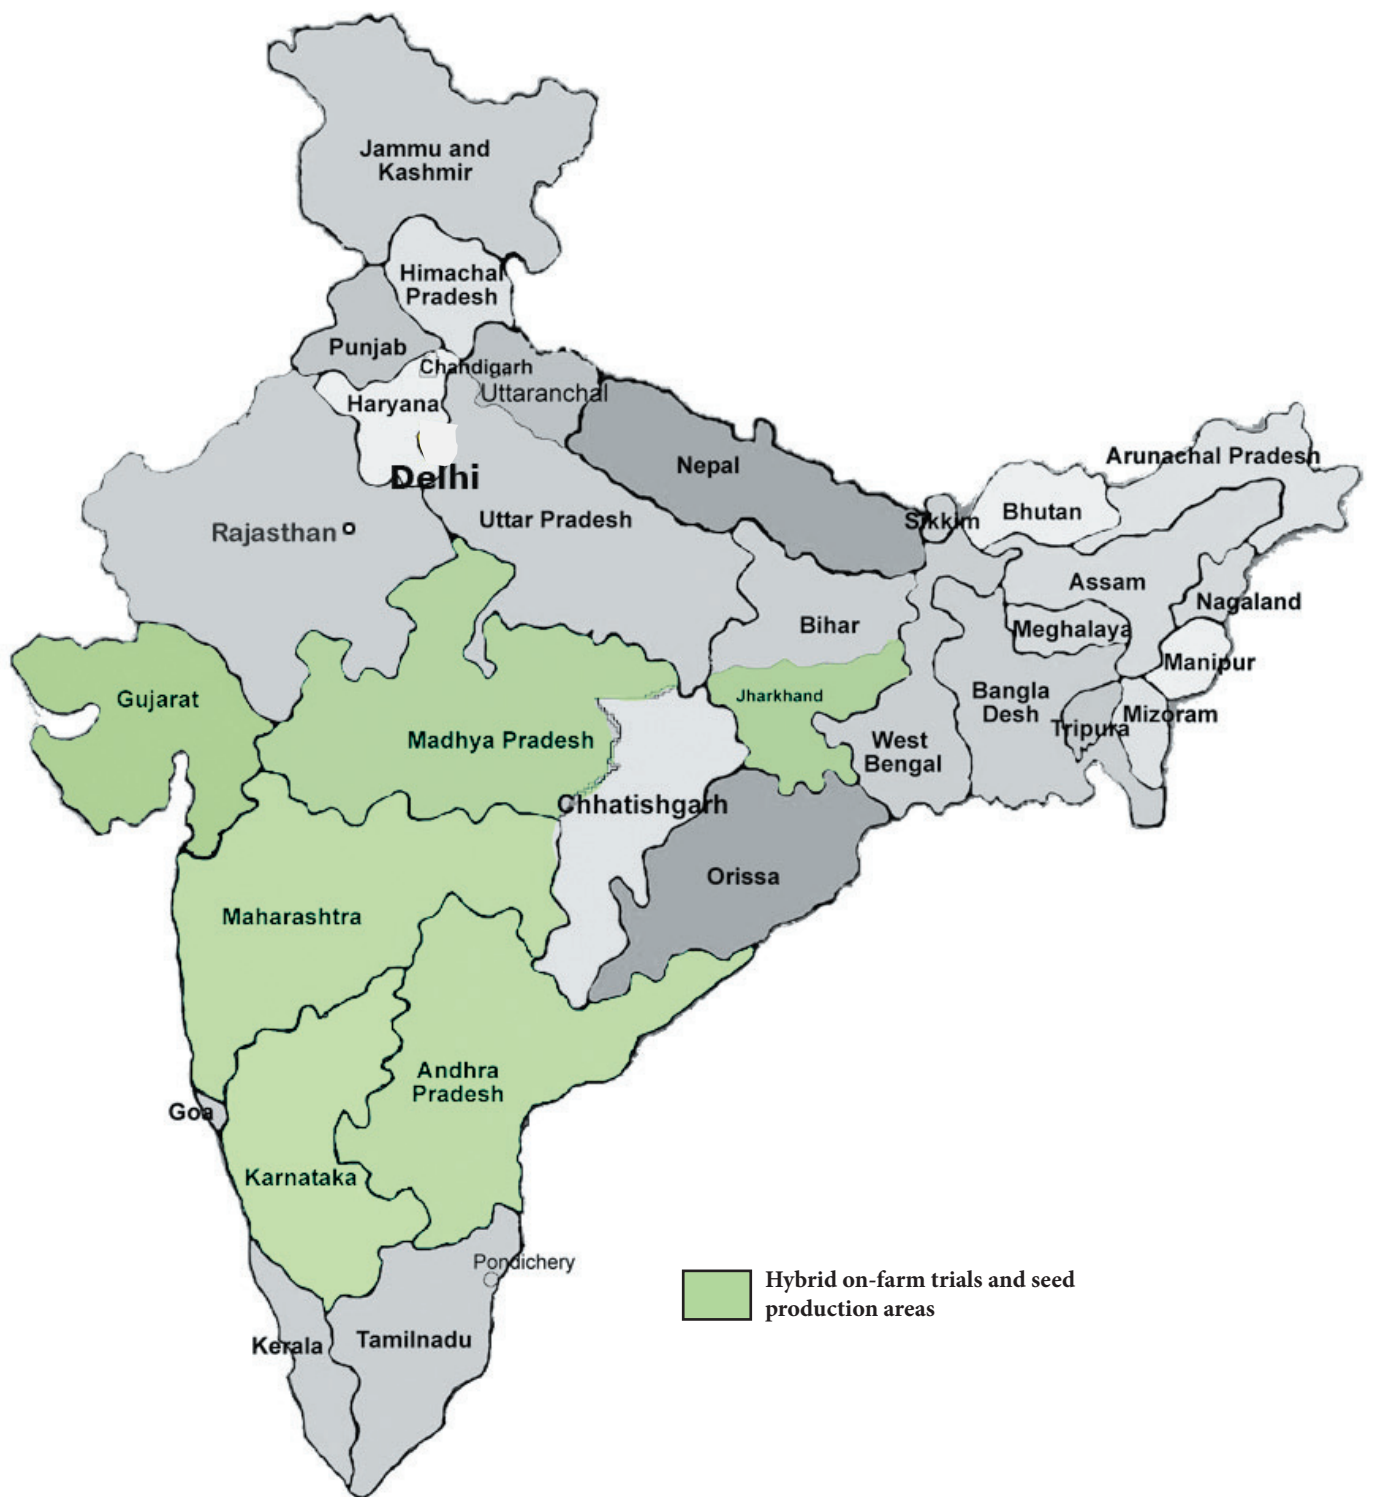 Jammu and
Kashmir
Himachal
Pradesh
Punjab
Chandigarh
Uttaranchal
Haryana
Delhi
Nepal
Arunachal Pradesh
Sikkim
Bhutan
Rajasthan
Uttar Pradesh
Assam
Nagaland
Bihar
Meghalaya
Manipur
Gujarat
Jharkhand
Bangla
Desh
Mizoram
Tripura
Madhya Pradesh
West
Bengal
Chhatishgarh
Orissa
Maharashtra
Andhra
Pradesh
Goa
Karnataka
Pondichery
Hybrid on-farm trials and seed
production areas
Kerala
Tamilnadu